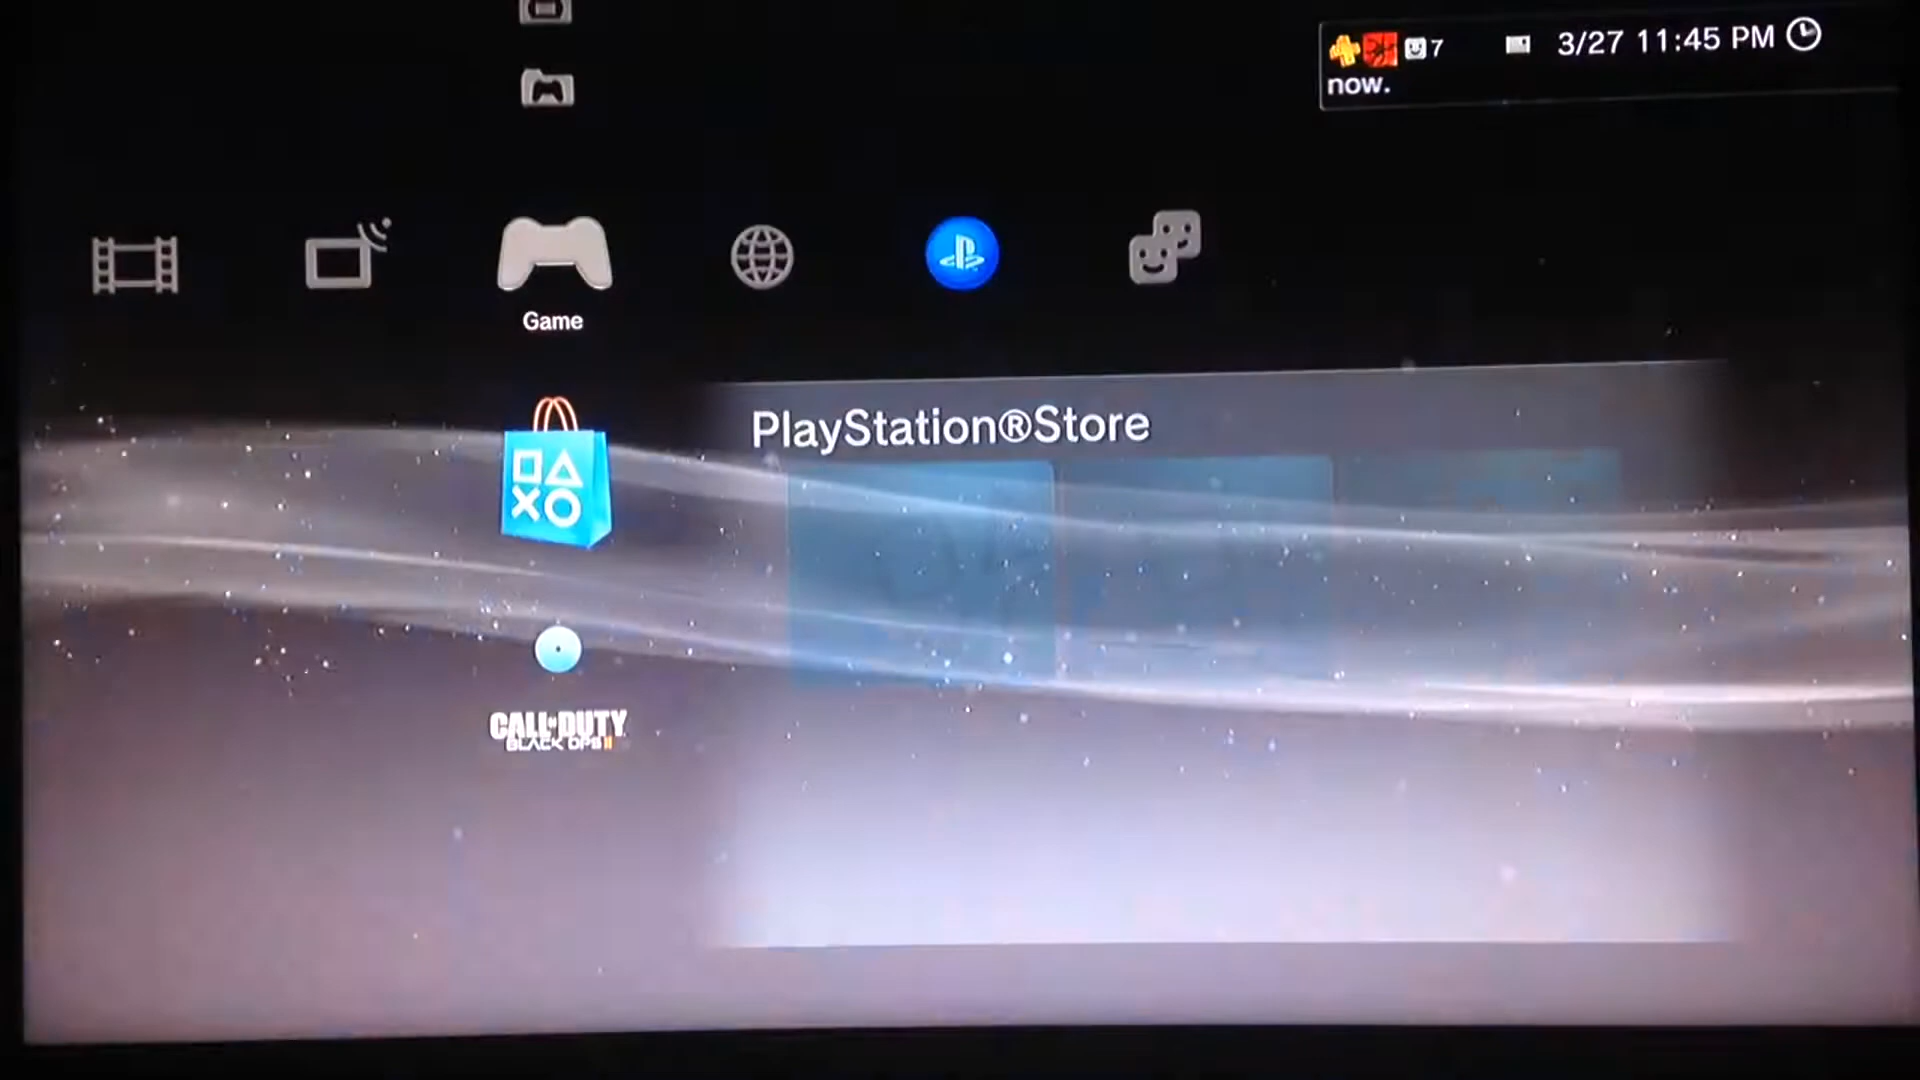 7 3/27 11:45 PM
now.
Game
PlayStation®Store
CALL OF DUTY
BLACK OPS II